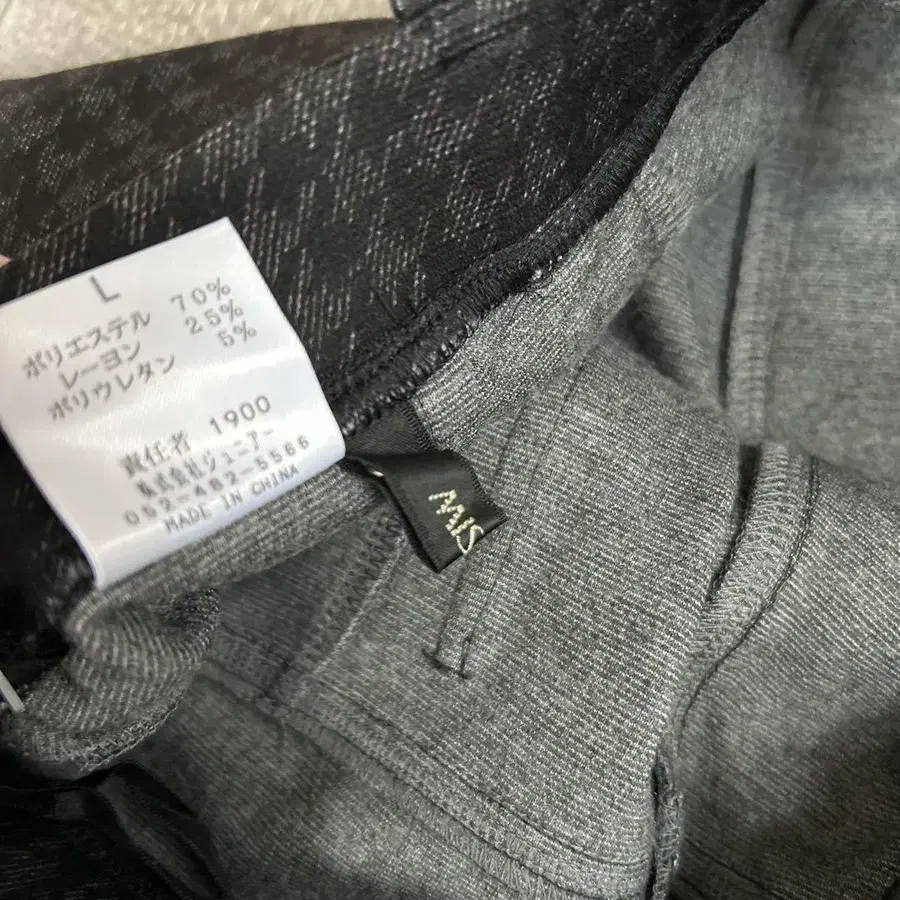 L
ポリエステル 70%
レーヨン 25%
ポリウレタン 5%
責任者 1900
株式会社ジュニアー
052-482-5566
MADE IN CHINA